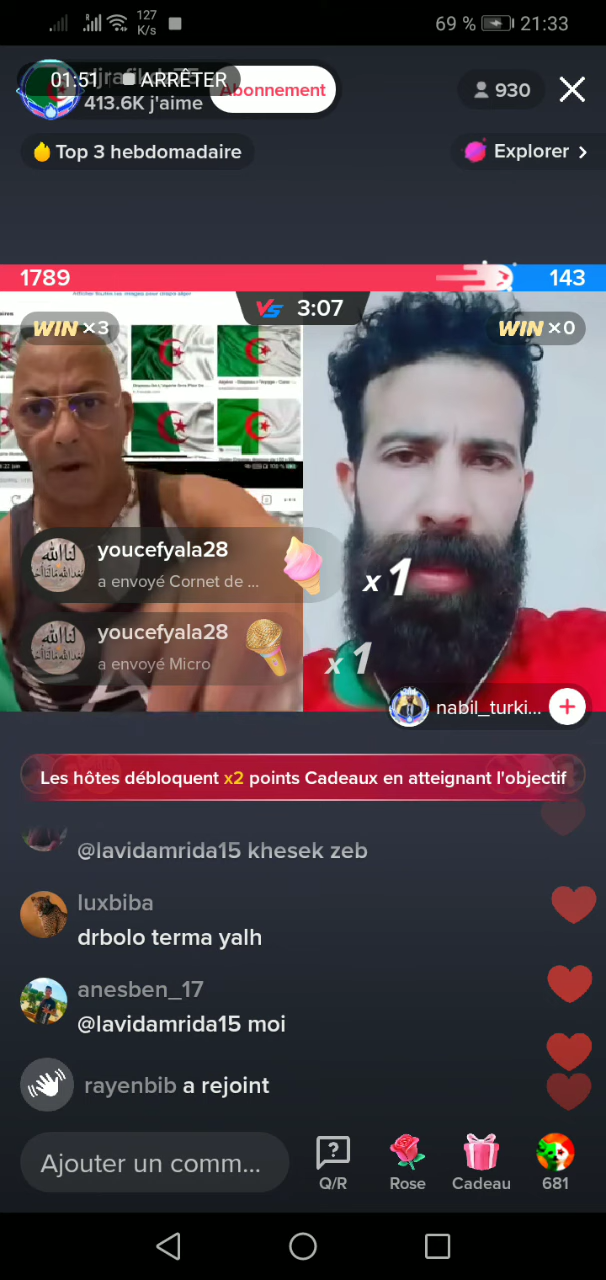 127
K/s
69 %
21:33
01:51
ARRÊTER
413.6K j'aime
Abonnement
930
Top 3 hebdomadaire
Explorer
1789
143
VS 3:07
WIN ×3
WIN ×0
youcefyala28
a envoyé Cornet de ...
x 1
youcefyala28
a envoyé Micro
x 1
nabil_turki...
Les hôtes débloquent x2 points Cadeaux en atteignant l'objectif
@lavidamrida15 khesek zeb
luxbiba
drbolo terma yalh
anesben_17
@lavidamrida15 moi
rayenbib a rejoint
Ajouter un comm...
Q/R
Rose
Cadeau
681